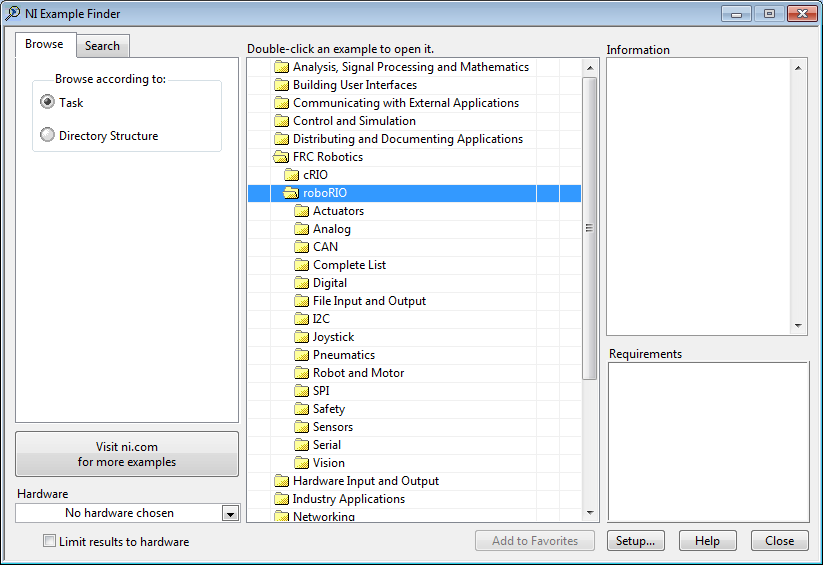 NI Example Finder
Browse
Search
Browse according to:
Task
Directory Structure
Visit ni.com
for more examples
Hardware
No hardware chosen
Limit results to hardware
Double-click an example to open it.
Analysis, Signal Processing and Mathematics
Building User Interfaces
Communicating with External Applications
Control and Simulation
Distributing and Documenting Applications
FRC Robotics
cRIO
roboRIO
Actuators
Analog
CAN
Complete List
Digital
File Input and Output
I2C
Joystick
Pneumatics
Robot and Motor
SPI
Safety
Sensors
Serial
Vision
Hardware Input and Output
Industry Applications
Networking
Information
Requirements
Add to Favorites
Setup...
Help
Close